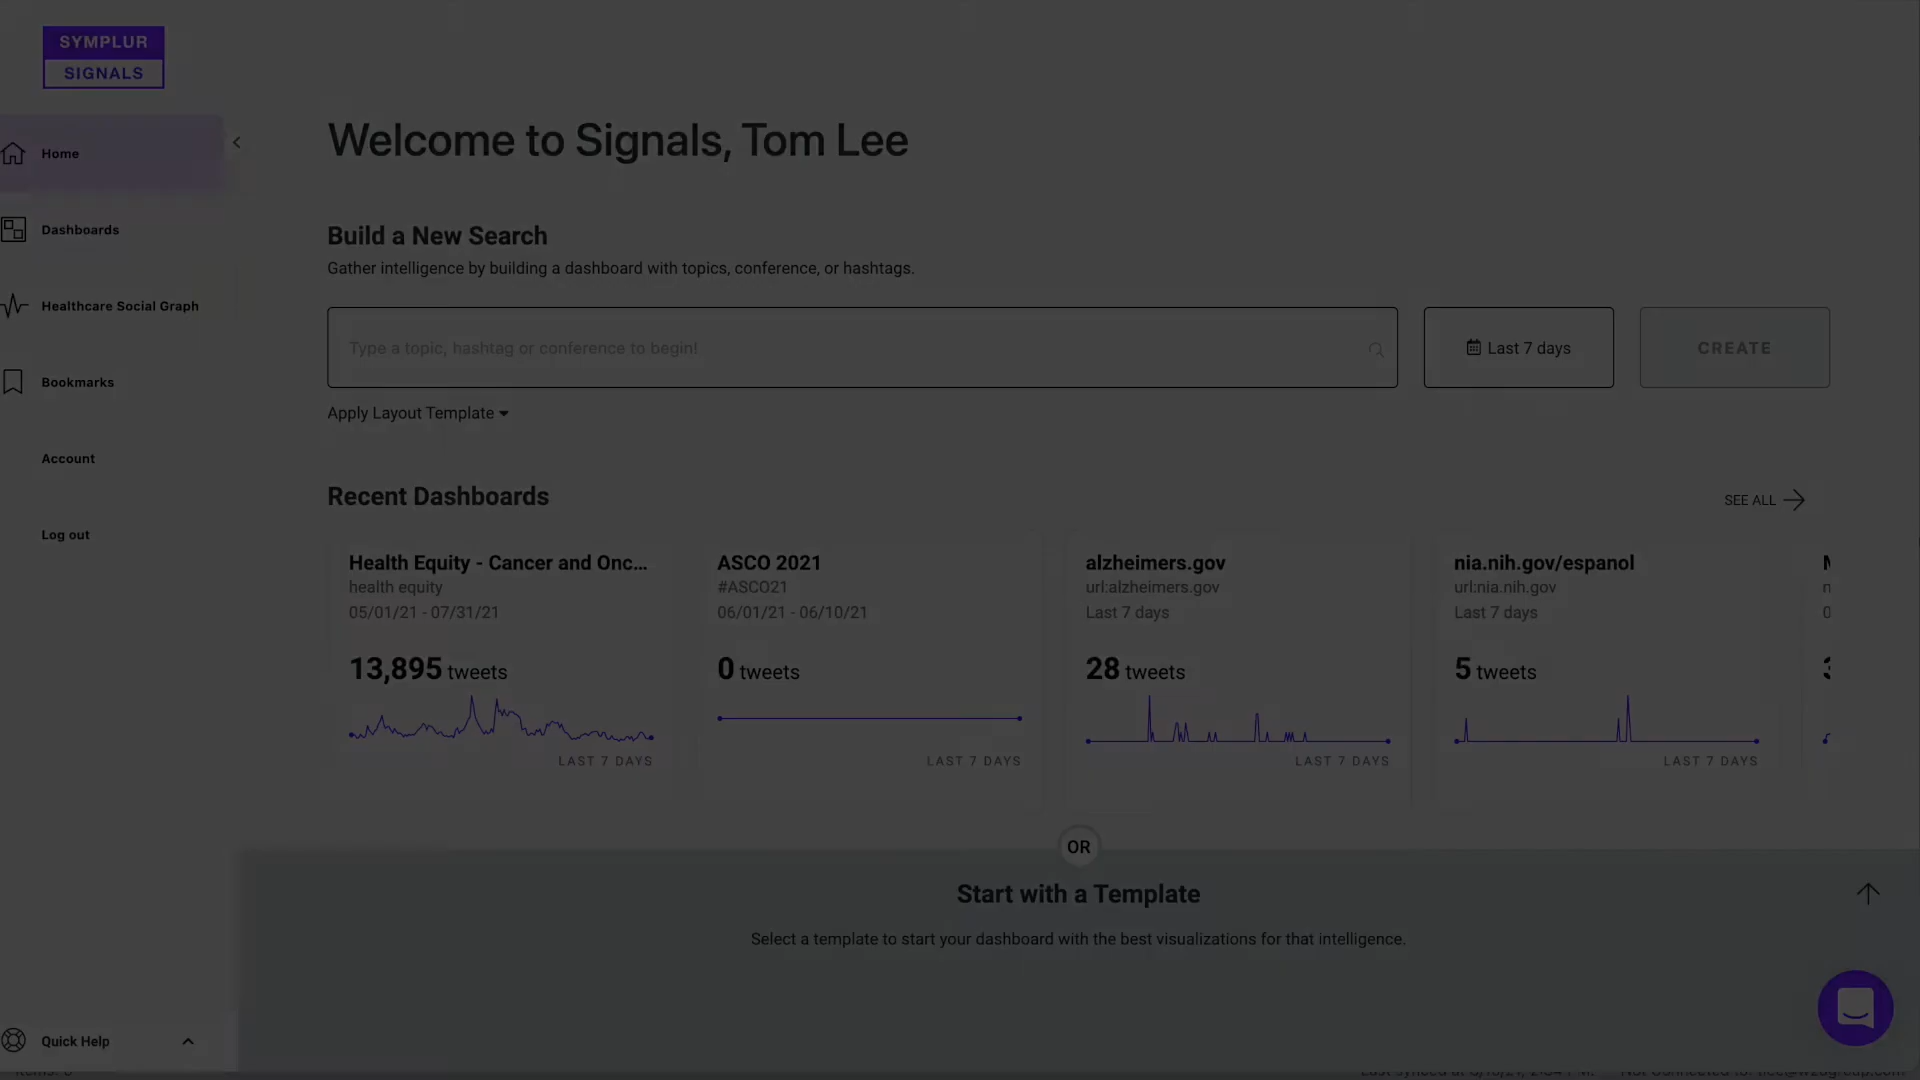 SYMPLUR
SIGNALS
Home
Dashboards
Healthcare Social Graph
Bookmarks
Account
Log out
Welcome to Signals, Tom Lee
Build a New Search
Gather intelligence by building a dashboard with topics, conference, or hashtags.
Type a topic, hashtag or conference to begin!
Last 7 days
CREATE
Apply Layout Template
Recent Dashboards
SEE ALL
Health Equity - Cancer and Onc...
health equity
05/01/21 - 07/31/21
13,895 tweets
LAST 7 DAYS
ASCO 2021
#ASCO21
06/01/21 - 06/10/21
0 tweets
LAST 7 DAYS
alzheimers.gov
url:alzheimers.gov
Last 7 days
28 tweets
LAST 7 DAYS
nia.nih.gov/espanol
url:nia.nih.gov
Last 7 days
5 tweets
LAST 7 DAYS
OR
Start with a Template
Select a template to start your dashboard with the best visualizations for that intelligence.
Quick Help